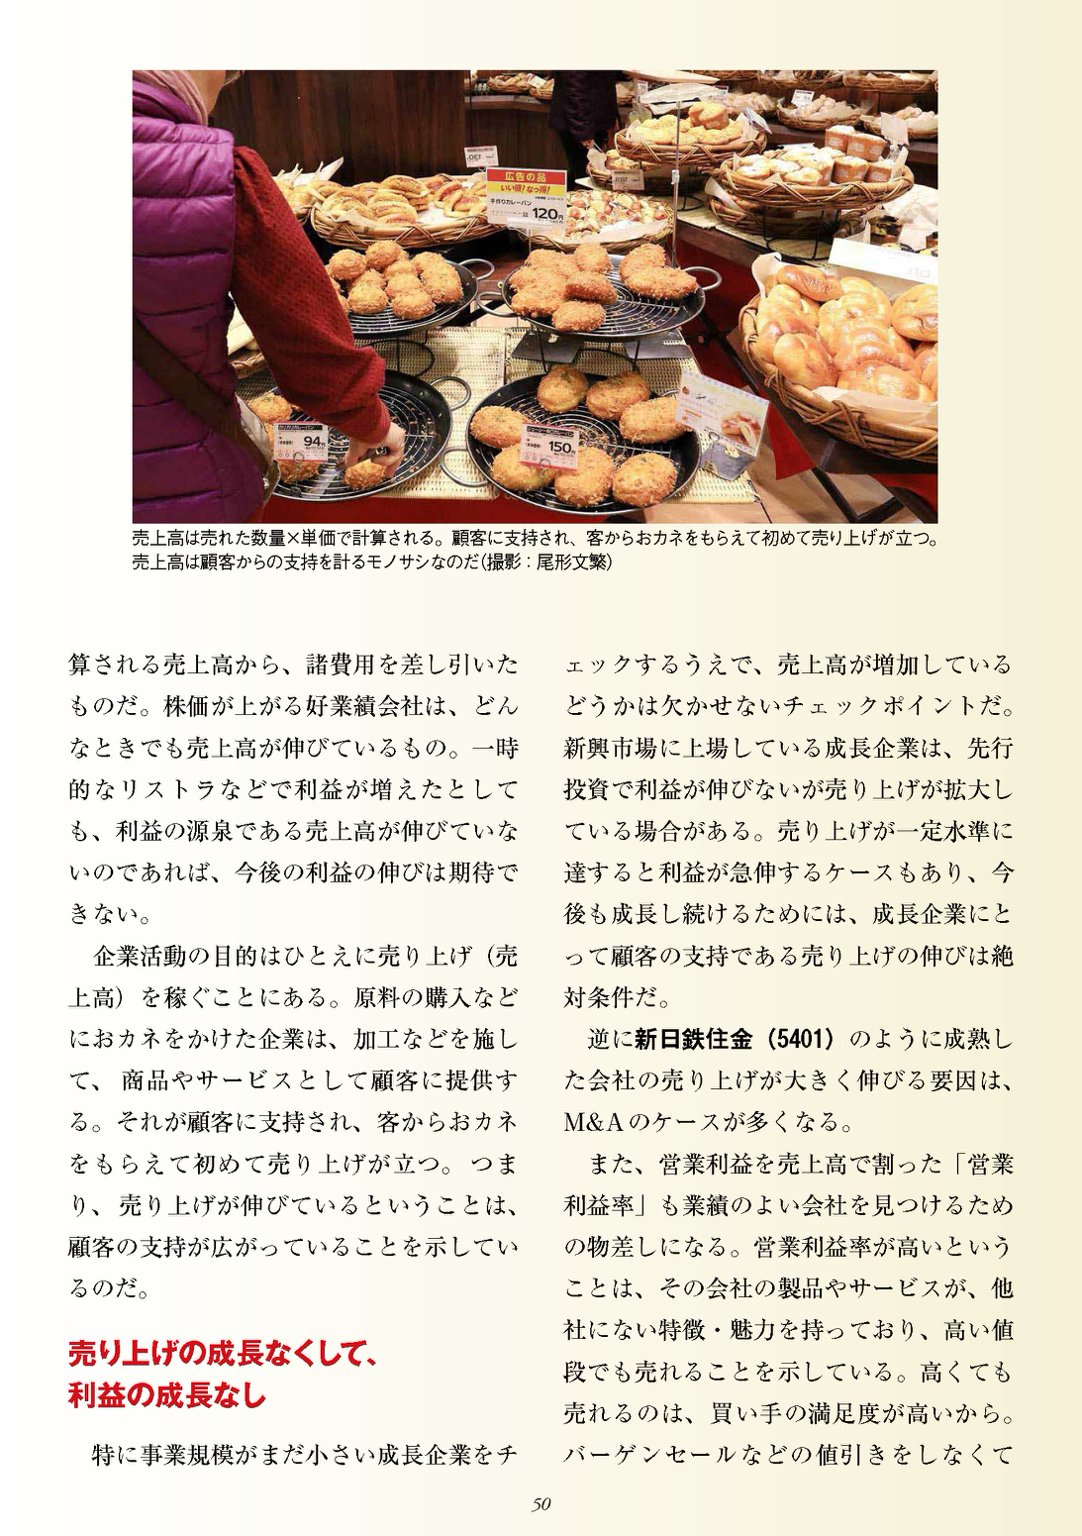 広告の品
いい値!なっ得!
手作りカレーパン
120円
カリカリカレーパン
94
150円
売上高は売れた数量×単価で計算される。顧客に支持され、客からおカネをもらえて初めて売り上げが立つ。
売上高は顧客からの支持を計るモノサシなのだ(撮影：尾形文繁)
算される売上高から、諸費用を差し引いた
ものだ。株価が上がる好業績会社は、どん
なときでも売上高が伸びているもの。一時
的なリストラなどで利益が増えたとして
も、利益の源泉である売上高が伸びていな
いのであれば、今後の利益の伸びは期待で
きない。
企業活動の目的はひとえに売り上げ（売
上高）を稼ぐことにある。原料の購入など
におカネをかけた企業は、加工などを施し
て、商品やサービスとして顧客に提供す
る。それが顧客に支持され、客からおカネ
をもらえて初めて売り上げが立つ。つま
り、売り上げが伸びているということは、
顧客の支持が広がっていることを示してい
るのだ。
売り上げの成長なくして、
利益の成長なし
特に事業規模がまだ小さい成長企業をチ
ェックするうえで、売上高が増加している
どうかは欠かせないチェックポイントだ。
新興市場に上場している成長企業は、先行
投資で利益が伸びないが売り上げが拡大し
ている場合がある。売り上げが一定水準に
達すると利益が急伸するケースもあり、今
後も成長し続けるためには、成長企業にと
って顧客の支持である売り上げの伸びは絶
対条件だ。
逆に新日鉄住金（5401）のように成熟し
た会社の売り上げが大きく伸びる要因は、
M&Aのケースが多くなる。
また、営業利益を売上高で割った「営業
利益率」も業績のよい会社を見つけるため
の物差しになる。営業利益率が高いという
ことは、その会社の製品やサービスが、他
社にない特徴・魅力を持っており、高い値
段でも売れることを示している。高くても
売れるのは、買い手の満足度が高いから。
バーゲンセールなどの値引きをしなくて
50